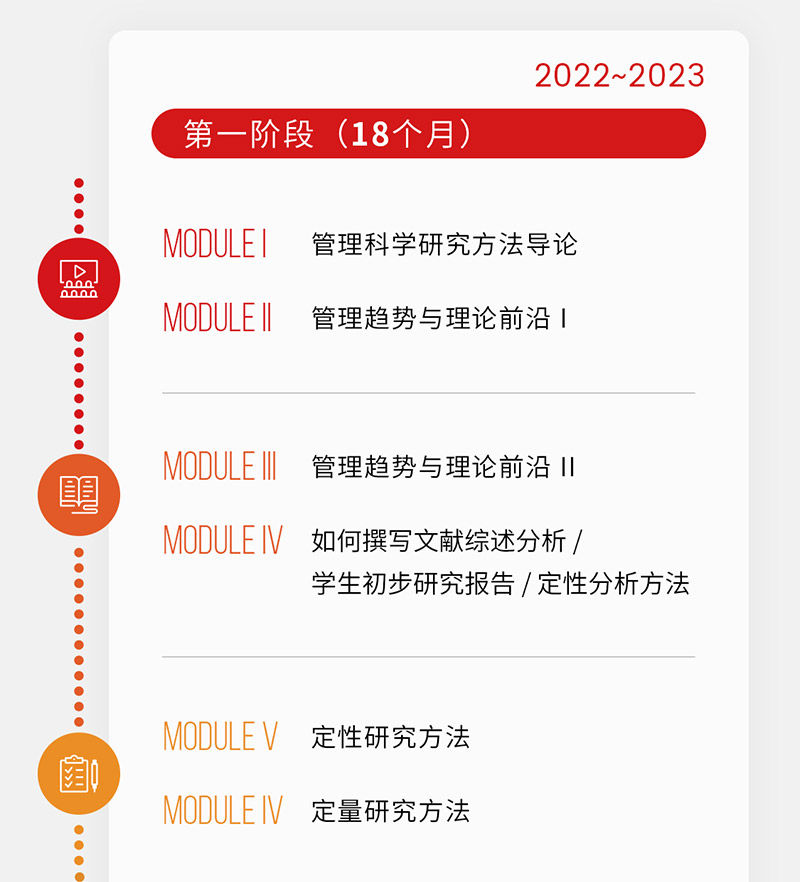 2022~2023
第一阶段（18个月）
MODULE I 管理科学研究方法导论
MODULE II 管理趋势与理论前沿 I
MODULE III 管理趋势与理论前沿 II
MODULE IV 如何撰写文献综述分析 /
学生初步研究报告 / 定性分析方法
MODULE V 定性研究方法
MODULE IV 定量研究方法